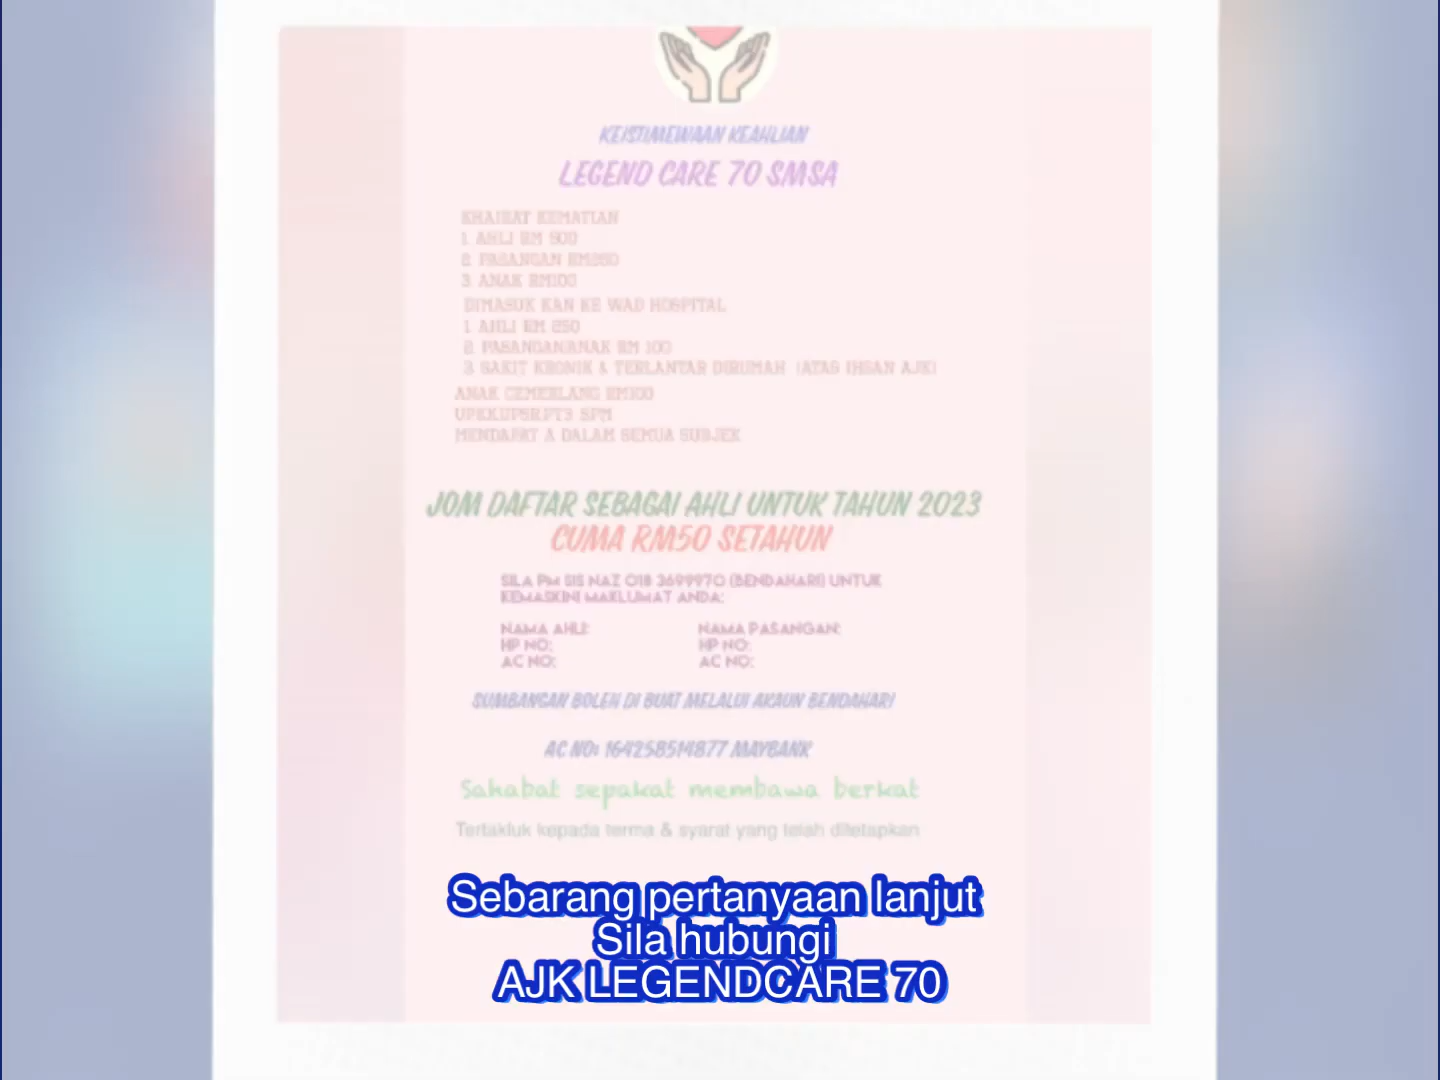 KEISTIMEWAAN KEAHLIAN
LEGEND CARE 70 SMSA
KHAIRAT KEMATIAN
1. AHLI RM 500
2. PASANGAN RM250
3. ANAK RM100
DIMASUK KAN KE WAD HOSPITAL
1. AHLI RM 250
2. PASANGAN/ANAK RM 100
3. SAKIT KRONIK & TERLANTAR DIRUMAH (ATAS IHSAN AJK)
ANAK CEMERLANG RM100
MENDAPAT A DALAM SEMUA SUBJEK
JOM DAFTAR SEBAGAI AHLI UNTUK TAHUN 2023
CUMA RM50 SETAHUN
SILA PM SIS NAZ 018 3699970 (BENDAHARI) UNTUK
KEMASKINI MAKLUMAT ANDA:
NAMA AHLI: NAMA PASANGAN:
HP NO: HP NO:
AC NO: AC NO:
SUMBANGAN BOLEH DI BUAT MELALUI AKAUN BENDAHARI
AC NO: 164258514877 MAYBANK
Sahabat sepakat membawa berkat
Tertakluk kepada terma & syarat yang telah ditetapkan
Sebarang pertanyaan lanjut
Sila hubungi
AJK LEGENDCARE 70